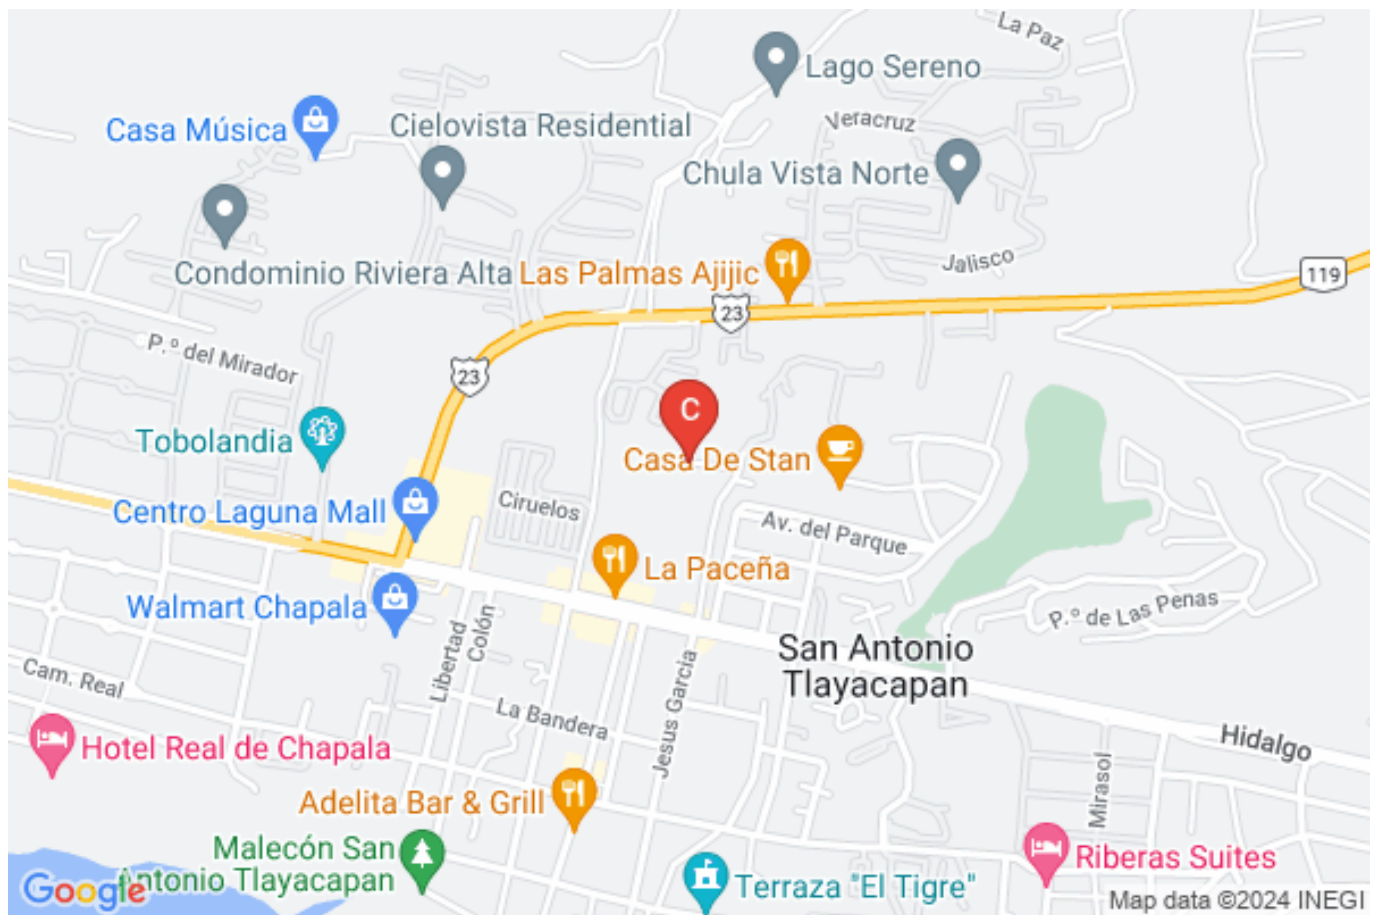 La Paz
Lago Sereno
Veracruz
Casa Música
Cielovista Residential
Chula Vista Norte
Jalisco
Condominio Riviera Alta
Las Palmas Ajijic
119
23
P.º del Mirador
23
C
Tobolandia
Casa De Stan
Centro Laguna Mall
Ciruelos
Av. del Parque
La Paceña
Walmart Chapala
P.º de Las Penas
Libertad
Colón
San Antonio
Tlayacapan
Cam. Real
Jesus Garcia
La Bandera
Hidalgo
Hotel Real de Chapala
Mirasol
Adelita Bar & Grill
Malecón San
Antonio Tlayacapan
Riberas Suites
Terraza "El Tigre"
Google
Map data ©2024 INEGI